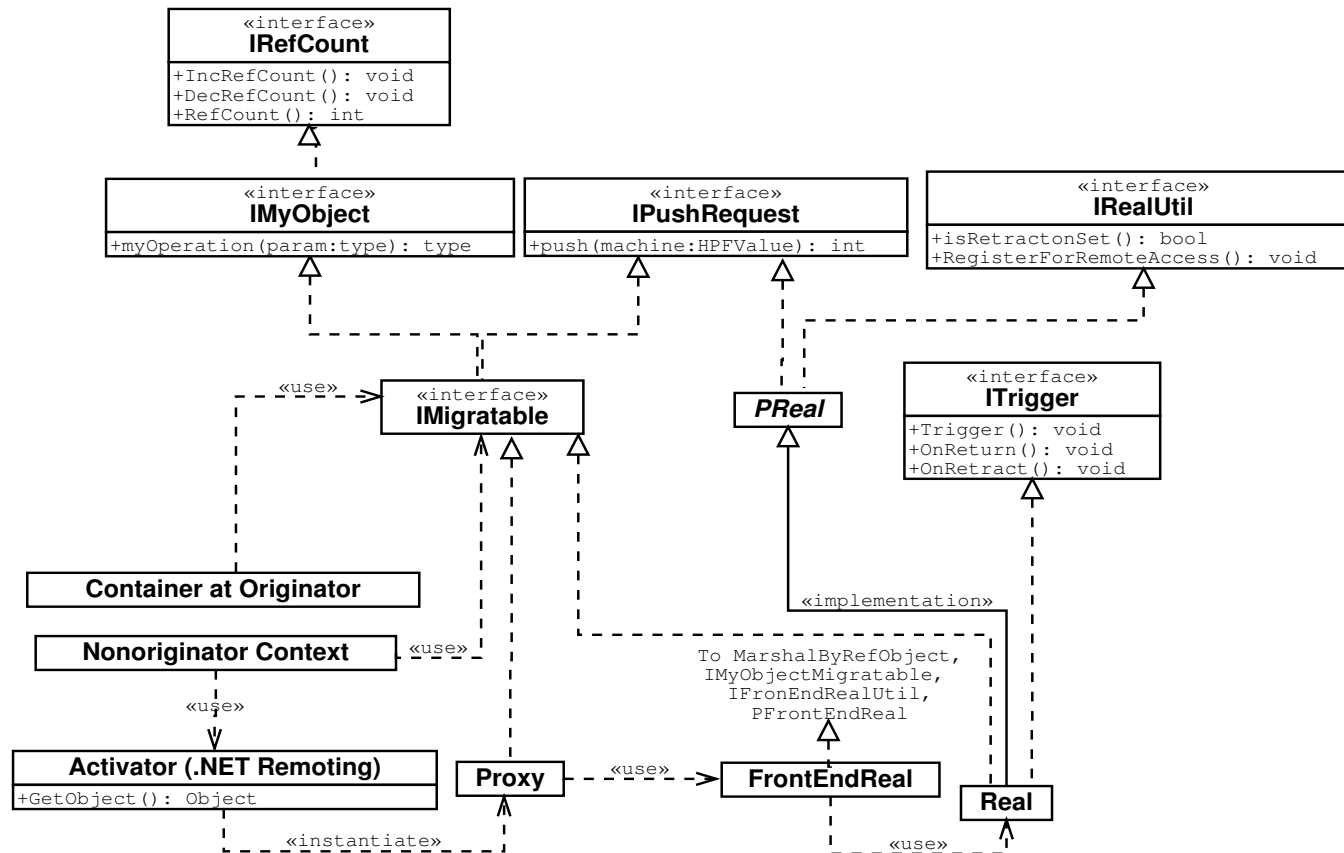 «interface»
IRefCount
+IncRefCount(): void
+DecRefCount(): void
+RefCount(): int
«interface»
IMyObject
+myOperation(param:type): type
«interface»
IPushRequest
+push(machine:HPFValue): int
«interface»
IRealUtil
+isRetractonSet(): bool
+RegisterForRemoteAccess(): void
«use»
«interface»
IMigratable
PReal
«interface»
ITrigger
+Trigger(): void
+OnReturn(): void
+OnRetract(): void
Container at Originator
«implementation»
Nonoriginator Context
«use»
To MarshalByRefObject,
IMyObjectMigratable,
IFronEndRealUtil,
PFrontEndReal
«use»
Activator (.NET Remoting)
+GetObject(): Object
Proxy
«use»
FrontEndReal
Real
«instantiate»
«use»